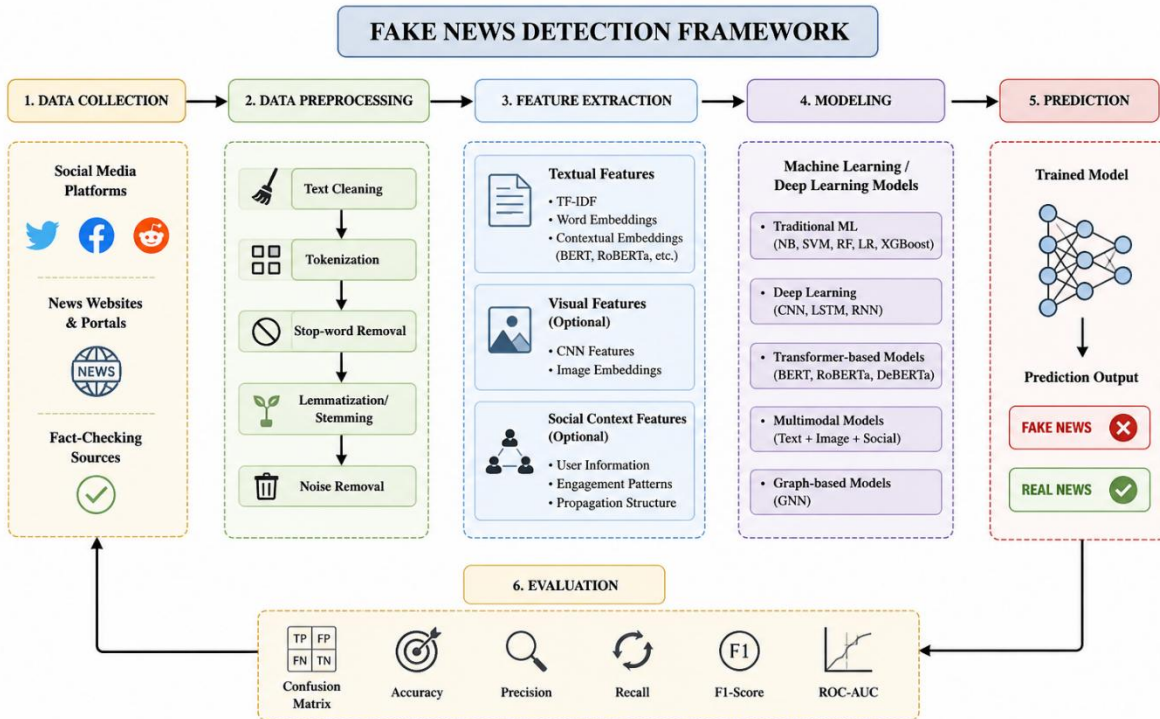 FAKE NEWS DETECTION FRAMEWORK
1. DATA COLLECTION
2. DATA PREPROCESSING
3. FEATURE EXTRACTION
4. MODELING
5. PREDICTION
Social Media
Platforms
News Websites
& Portals
NEWS
Fact-Checking
Sources
Text Cleaning
Tokenization
Stop-word Removal
Lemmatization/
Stemming
Noise Removal
Textual Features
• TF-IDF
• Word Embeddings
• Contextual Embeddings
(BERT, RoBERTa, etc.)
Visual Features
(Optional)
• CNN Features
• Image Embeddings
Social Context Features
(Optional)
• User Information
• Engagement Patterns
• Propagation Structure
Machine Learning /
Deep Learning Models
• Traditional ML
(NB, SVM, RF, LR, XGBoost)
• Deep Learning
(CNN, LSTM, RNN)
• Transformer-based Models
(BERT, RoBERTa, DeBERTa)
• Multimodal Models
(Text + Image + Social)
• Graph-based Models
(GNN)
Trained Model
Prediction Output
FAKE NEWS
REAL NEWS
6. EVALUATION
TP FP
FN TN
Confusion
Matrix
Accuracy
Precision
Recall
F1
F1-Score
ROC-AUC